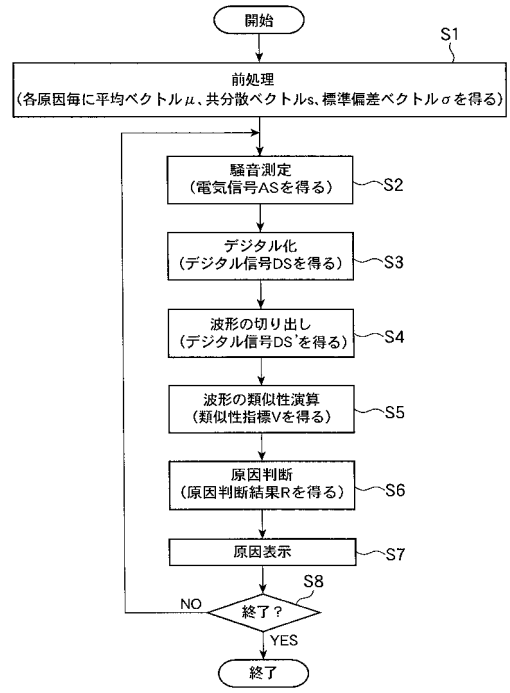 開始
S1
前処理
(各原因毎に平均ベクトルμ、共分散ベクトルs、標準偏差ベクトルσを得る)
騒音測定
(電気信号ASを得る)
S2
デジタル化
(デジタル信号DSを得る)
S3
波形の切り出し
(デジタル信号DS'を得る)
S4
波形の類似性演算
(類似性指標Vを得る)
S5
原因判断
(原因判断結果Rを得る)
S6
原因表示
S7
S8
NO
終了?
YES
終了